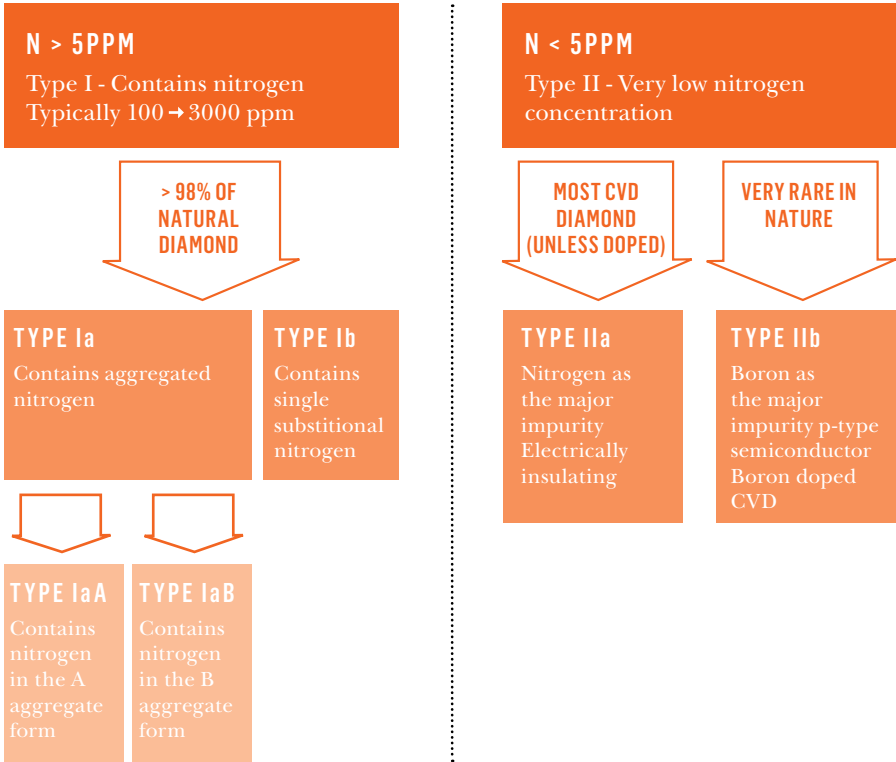 N > 5PPM
Type I - Contains nitrogen
Typically 100 → 3000 ppm
> 98% OF
NATURAL
DIAMOND
TYPE Ia
Contains aggregated
nitrogen
TYPE Ib
Contains
single
substitional
nitrogen
TYPE IaA
Contains
nitrogen
in the A
aggregate
form
TYPE IaB
Contains
nitrogen
in the B
aggregate
form
N < 5PPM
Type II - Very low nitrogen
concentration
MOST CVD
DIAMOND
(UNLESS DOPED)
VERY RARE IN
NATURE
TYPE IIa
Nitrogen as
the major
impurity
Electrically
insulating
TYPE IIb
Boron as
the major
impurity p-type
semiconductor
Boron doped
CVD